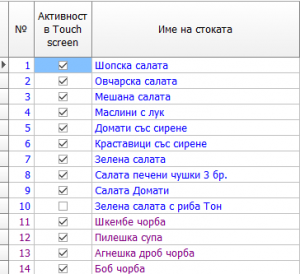 № Активност в Touch screen Име на стоката
1 Шопска салата
2 Овчарска салата
3 Мешана салата
4 Маслини с лук
5 Домати със сирене
6 Краставици със сирене
7 Зелена салата
8 Салата печени чушки 3 бр.
9 Салата Домати
10 Зелена салата с риба Тон
11 Шкембе чорба
12 Пилешка супа
13 Агнешка дроб чорба
14 Боб чорба